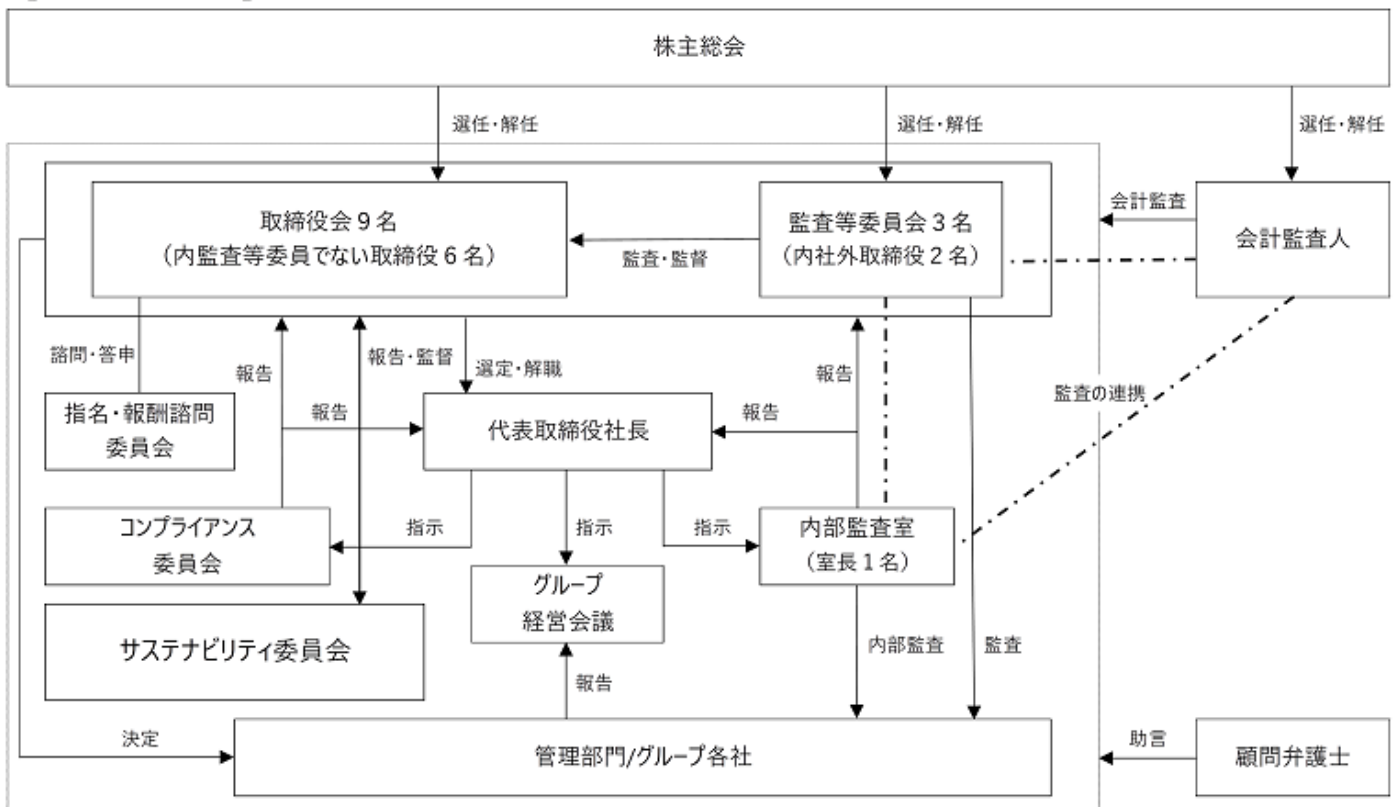 株主総会
選任・解任
選任・解任
選任・解任
取締役会９名
（内監査等委員でない取締役６名）
監査・監督
監査等委員会３名
（内社外取締役２名）
会計監査
会計監査人
諮問・答申
報告
報告・監督
選定・解職
報告
監査の連携
指名・報酬諮問
委員会
報告
代表取締役社長
報告
コンプライアンス
委員会
指示
指示
指示
内部監査室
（室長１名）
グループ
経営会議
サステナビリティ委員会
内部監査
監査
報告
決定
管理部門/グループ各社
助言
顧問弁護士